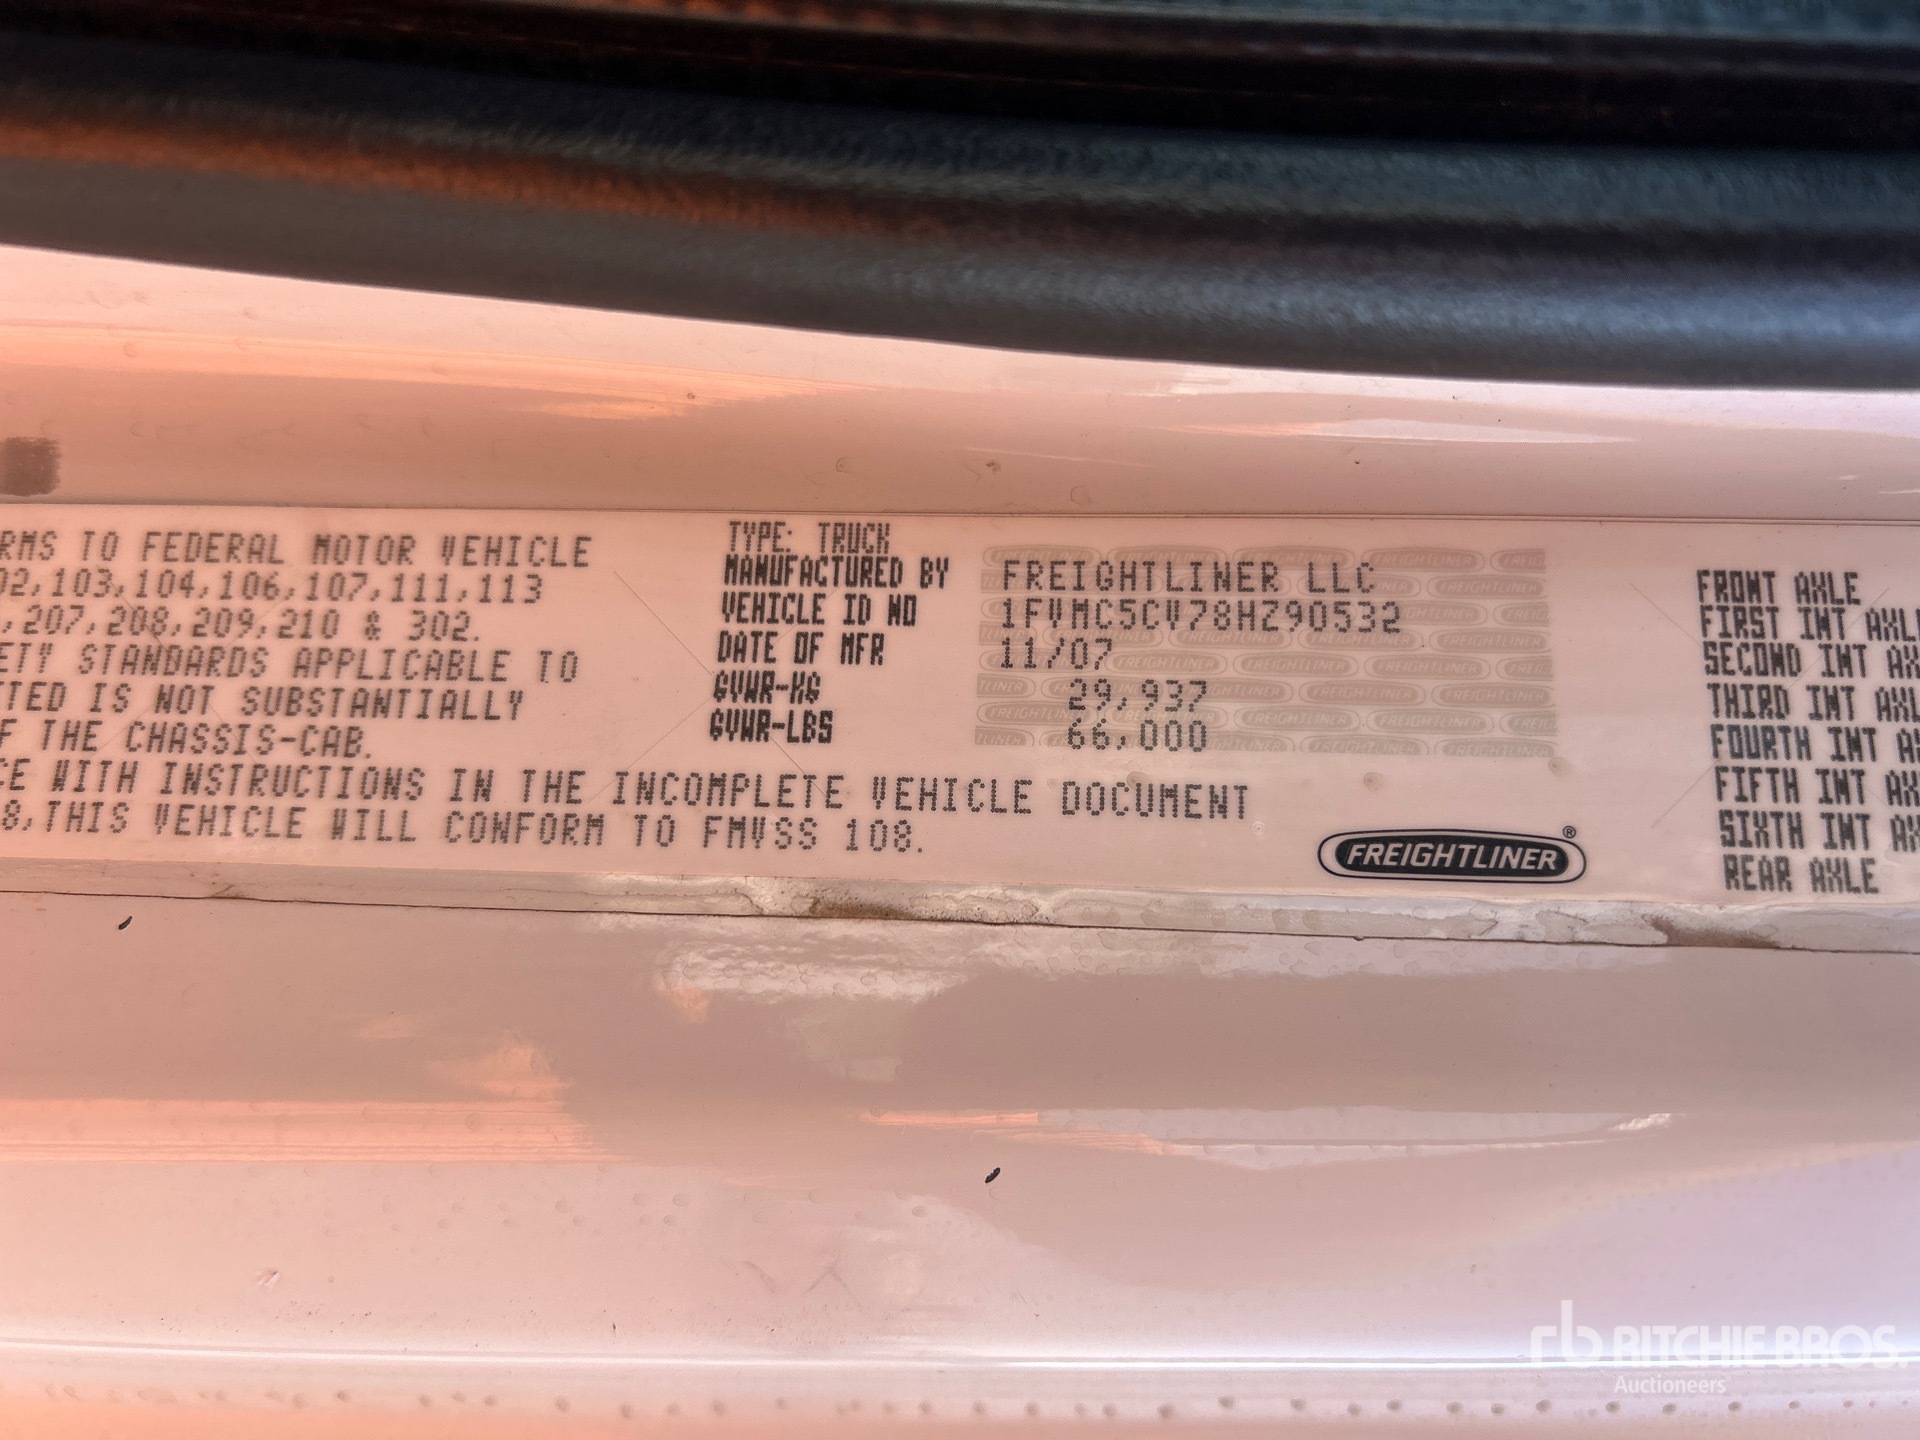 RMS TO FEDERAL MOTOR VEHICLE
02,103,104,106,107,111,113
,207,208,209,210 & 302.
ETY STANDARDS APPLICABLE TO
TED IS NOT SUBSTANTIALLY
F THE CHASSIS-CAB.
CE WITH INSTRUCTIONS IN THE INCOMPLETE VEHICLE DOCUMENT
8,THIS VEHICLE WILL CONFORM TO FMVSS 108.
TYPE: TRUCK
MANUFACTURED BY FREIGHTLINER LLC
VEHICLE ID NO 1FVMC5CV78HZ90532
DATE OF MFR 11/07
GVWR-KG 29,937
GVWR-LBS 66,000
FREIGHTLINER®
FRONT AXLE
FIRST INT AXLE
SECOND INT AX
THIRD INT AXL
FOURTH INT AX
FIFTH INT AX
SIXTH INT AX
REAR AXLE
rb RITCHIE BROS.
Auctioneers